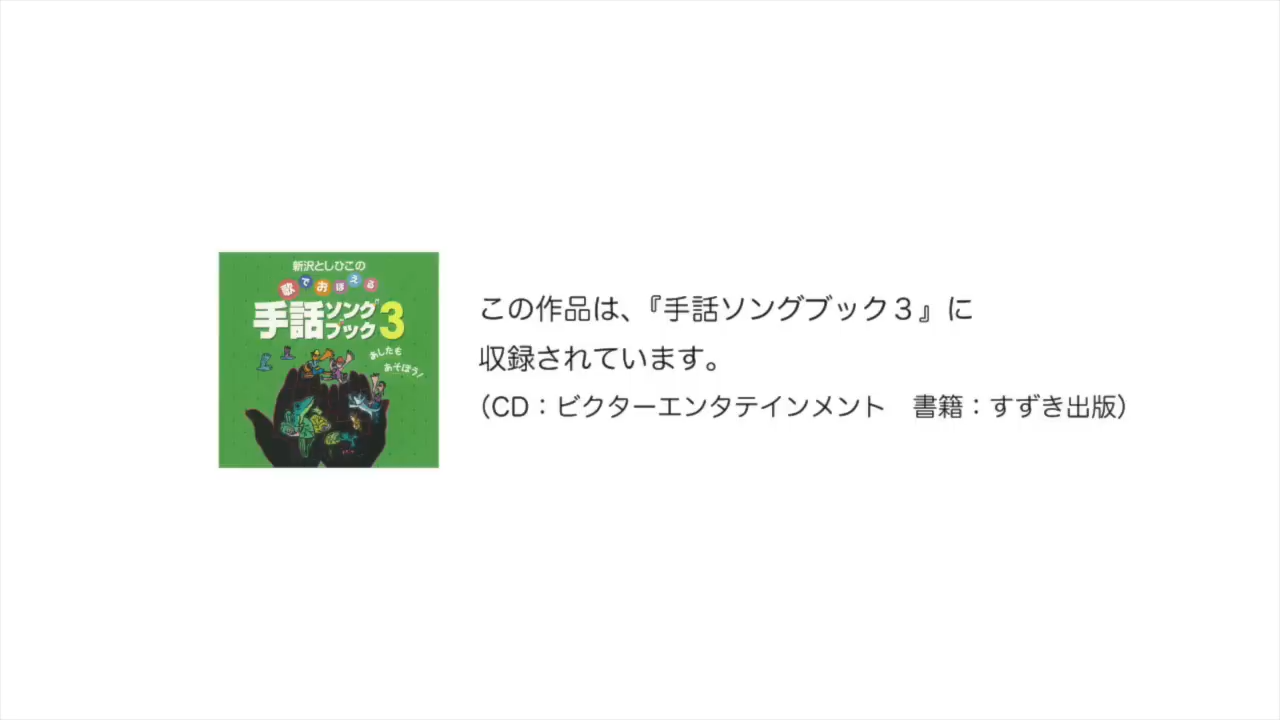 新沢としひこの
歌でおぼえる
手話ソングブック3
あしたも
あそぼう!
この作品は、『手話ソングブック３』に
収録されています。
（CD：ビクターエンタテインメント　書籍：すずき出版）